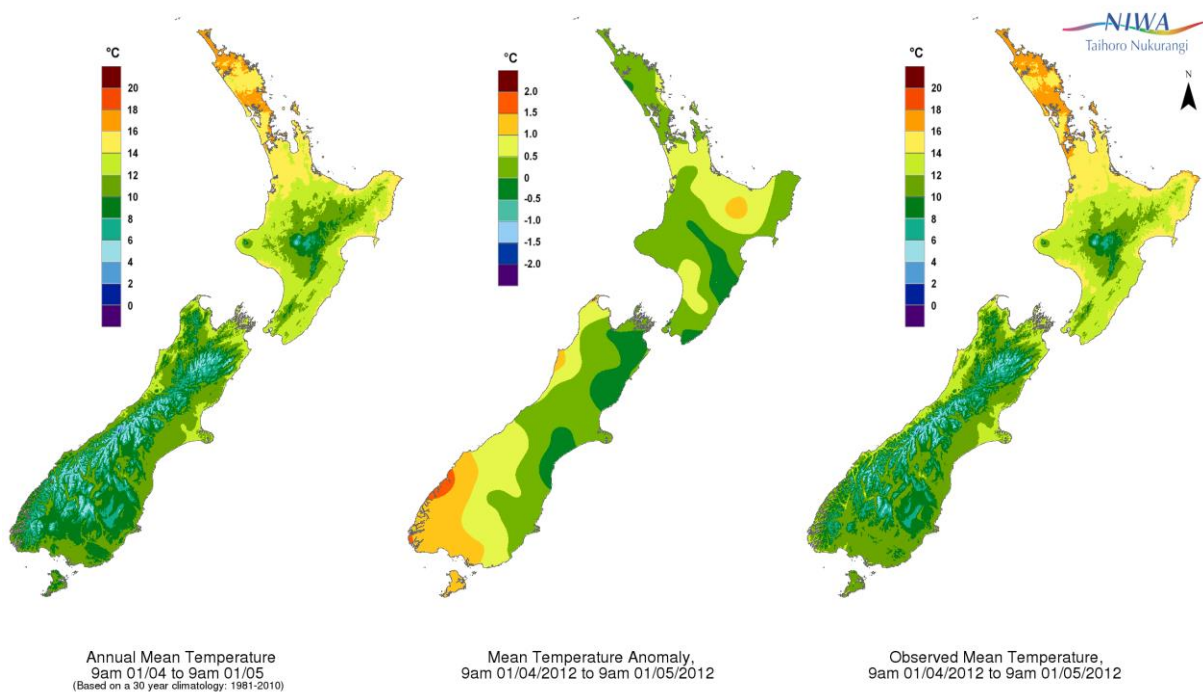 NIWA
Taihoro Nukurangi
N
°C
20
18
16
14
12
10
8
6
4
2
0
°C
2.0
1.5
1.0
0.5
0
-0.5
-1.0
-1.5
-2.0
°C
20
18
16
14
12
10
8
6
4
2
0
Annual Mean Temperature
9am 01/04 to 9am 01/05
(Based on a 30 year climatology: 1981-2010)
Mean Temperature Anomaly,
9am 01/04/2012 to 9am 01/05/2012
Observed Mean Temperature,
9am 01/04/2012 to 9am 01/05/2012